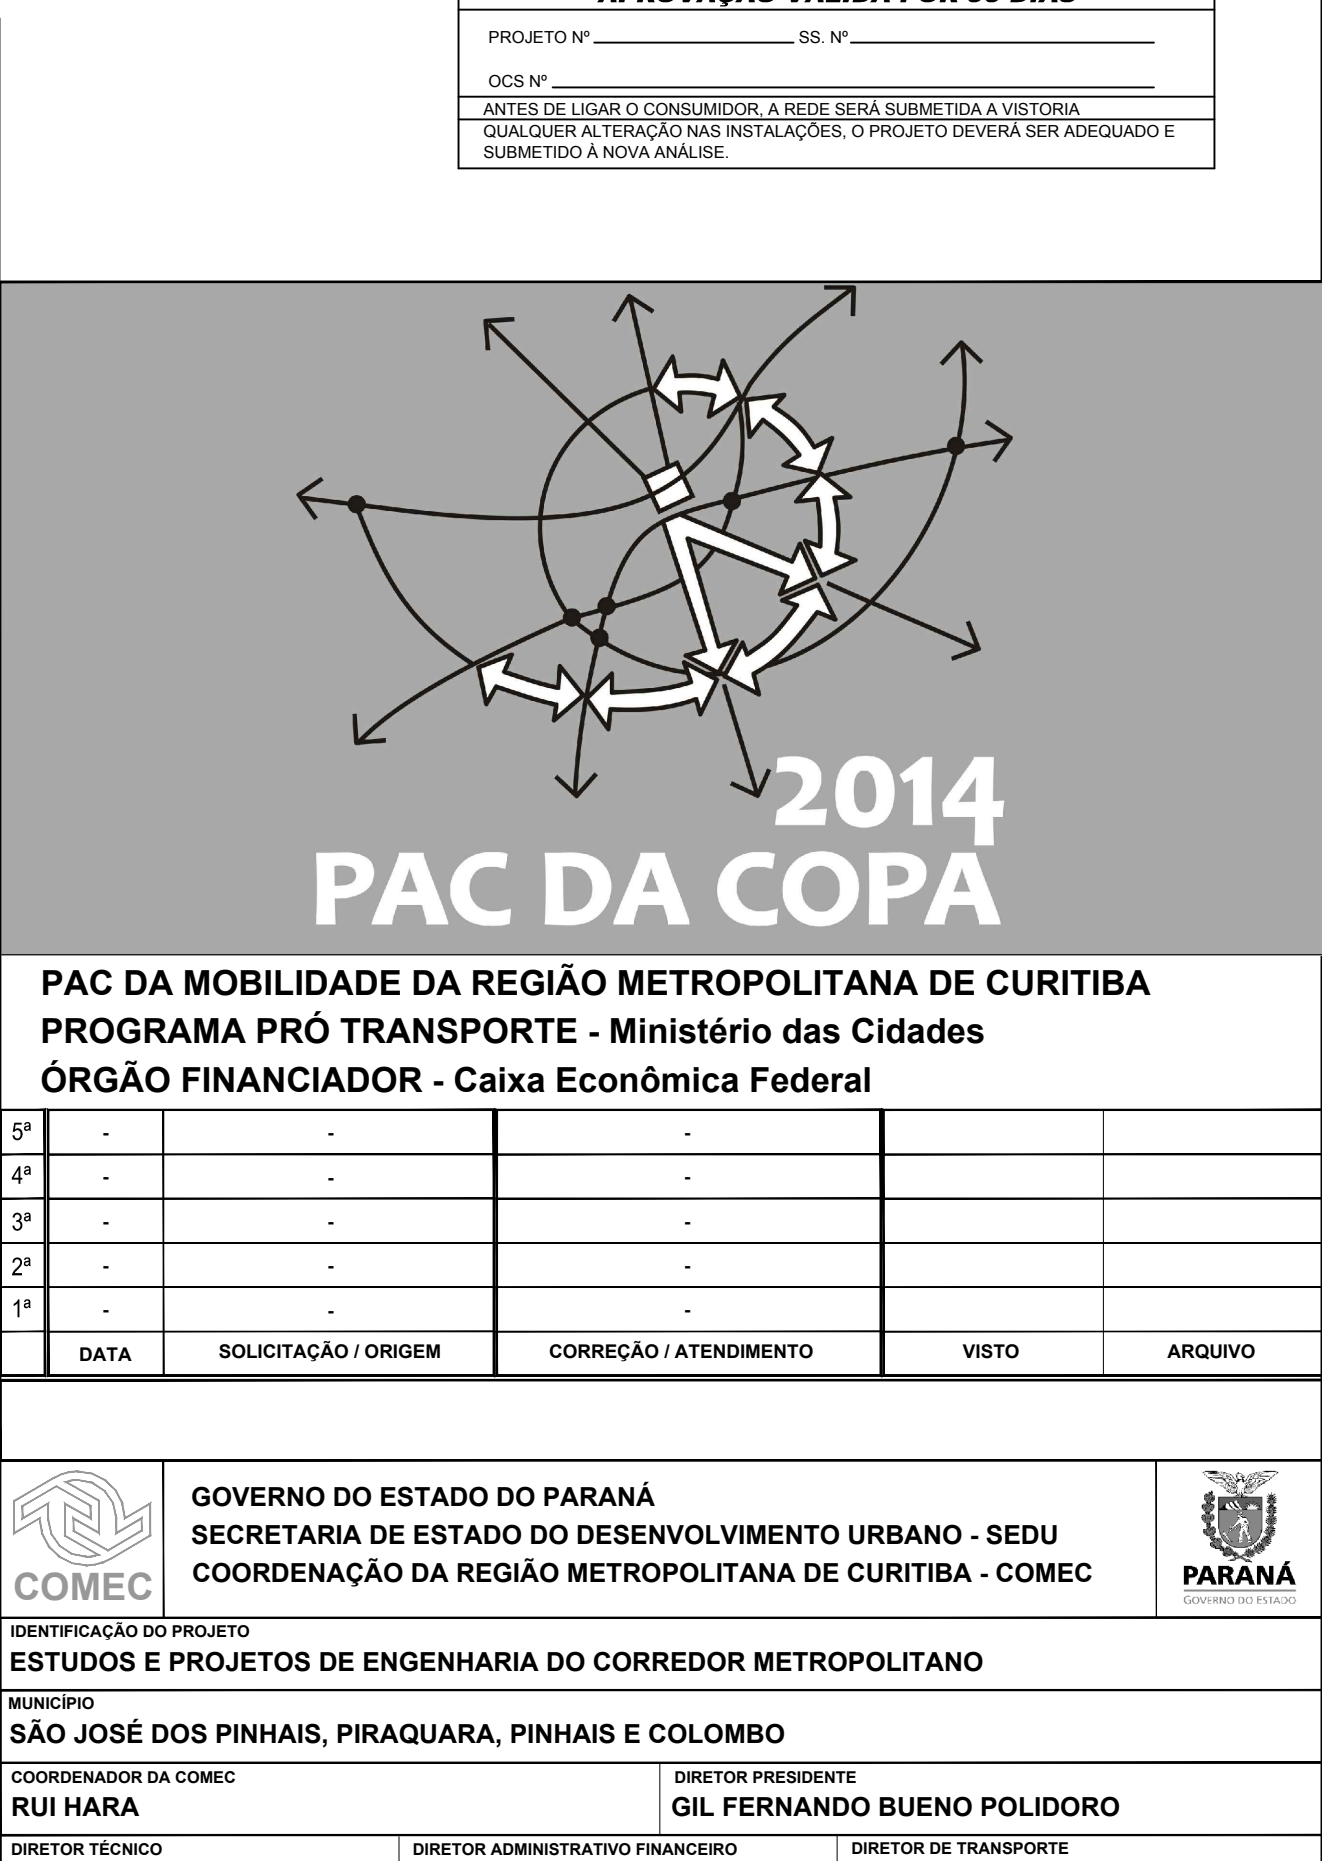 PROJETO Nº SS. Nº
OCS Nº
ANTES DE LIGAR O CONSUMIDOR, A REDE SERÁ SUBMETIDA A VISTORIA
QUALQUER ALTERAÇÃO NAS INSTALAÇÕES, O PROJETO DEVERÁ SER ADEQUADO E
SUBMETIDO À NOVA ANÁLISE.
2014
PAC DA COPA
PAC DA MOBILIDADE DA REGIÃO METROPOLITANA DE CURITIBA
PROGRAMA PRÓ TRANSPORTE - Ministério das Cidades
ÓRGÃO FINANCIADOR - Caixa Econômica Federal
5ª - - -
4ª - - -
3ª - - -
2ª - - -
1ª - - -
DATA SOLICITAÇÃO / ORIGEM CORREÇÃO / ATENDIMENTO VISTO ARQUIVO
COMEC
GOVERNO DO ESTADO DO PARANÁ
SECRETARIA DE ESTADO DO DESENVOLVIMENTO URBANO - SEDU
COORDENAÇÃO DA REGIÃO METROPOLITANA DE CURITIBA - COMEC
PARANÁ
GOVERNO DO ESTADO
IDENTIFICAÇÃO DO PROJETO
ESTUDOS E PROJETOS DE ENGENHARIA DO CORREDOR METROPOLITANO
MUNICÍPIO
SÃO JOSÉ DOS PINHAIS, PIRAQUARA, PINHAIS E COLOMBO
COORDENADOR DA COMEC
RUI HARA
DIRETOR PRESIDENTE
GIL FERNANDO BUENO POLIDORO
DIRETOR TÉCNICO DIRETOR ADMINISTRATIVO FINANCEIRO DIRETOR DE TRANSPORTE